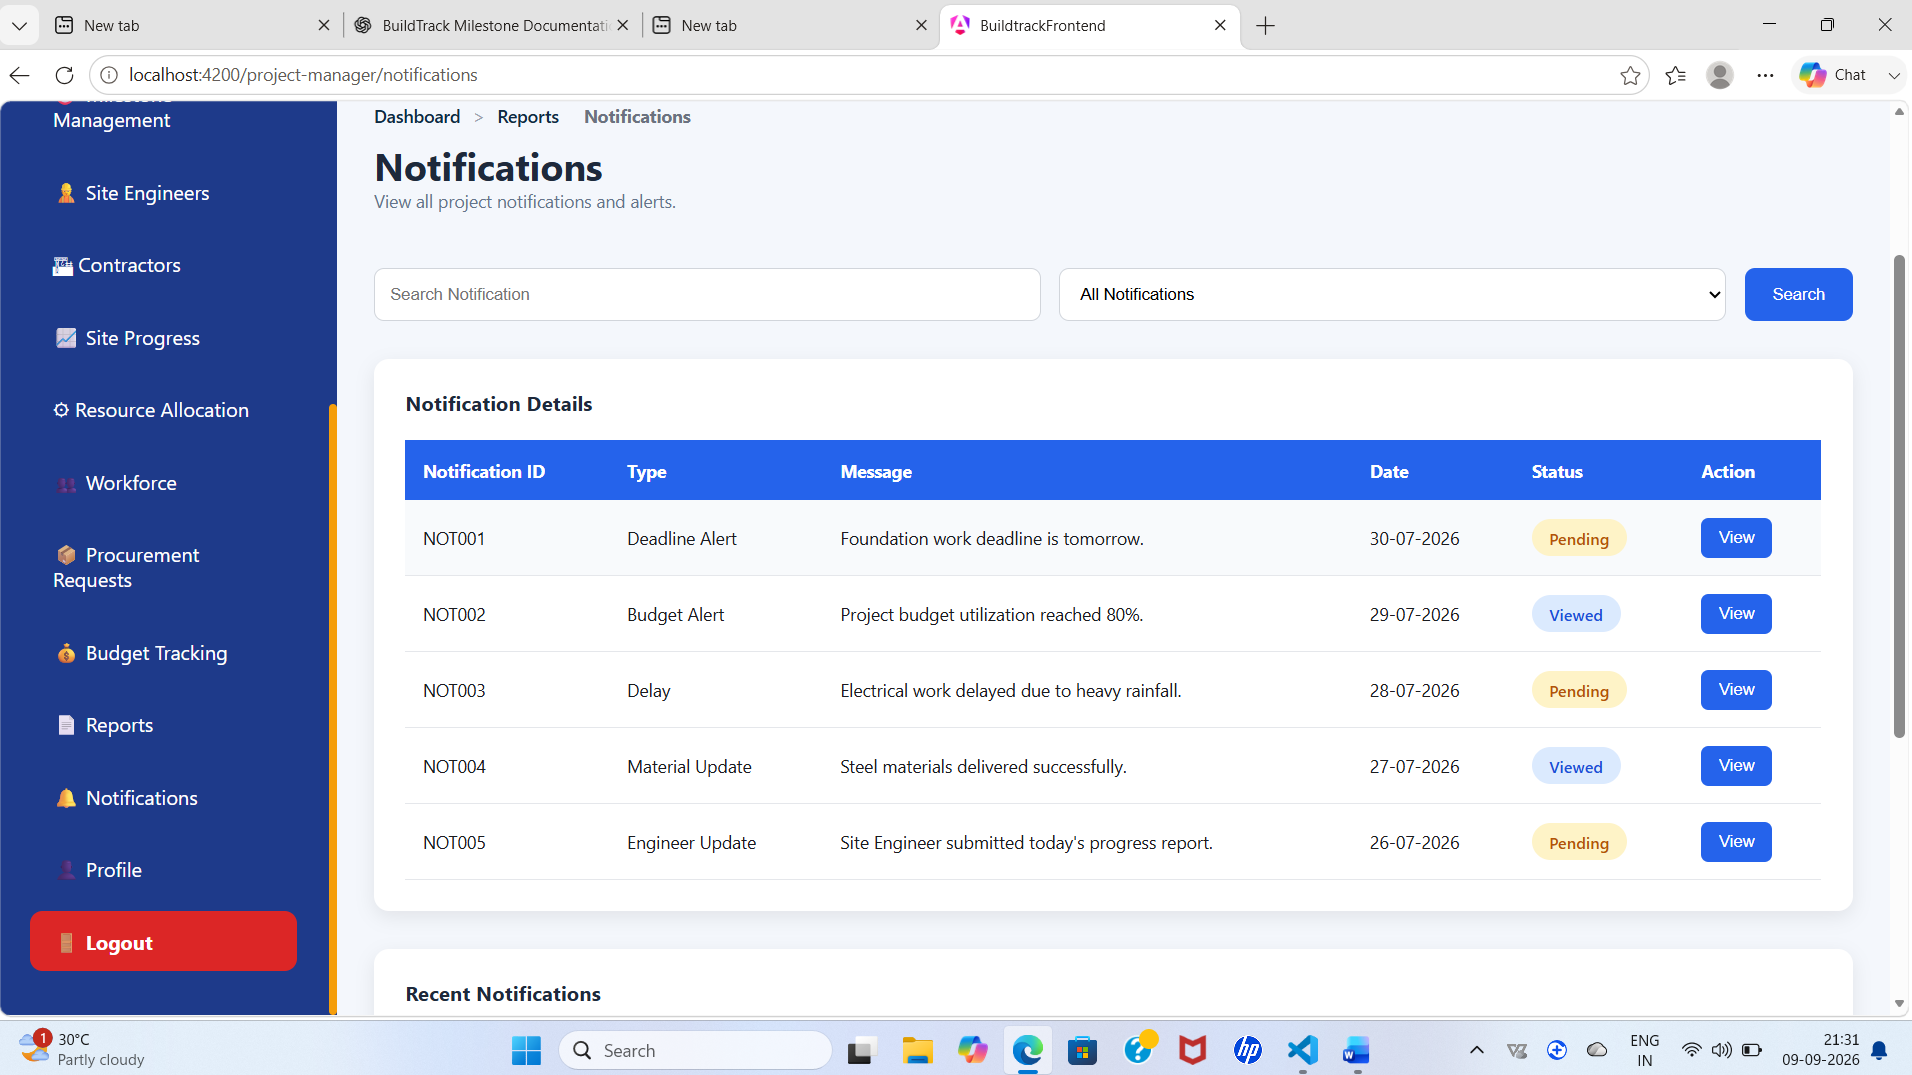 New tab
BuildTrack Milestone Documentati
New tab
BuildtrackFrontend
localhost:4200/project-manager/notifications
Chat
Milestone
Management
Site Engineers
Contractors
Site Progress
Resource Allocation
Workforce
Procurement
Requests
Budget Tracking
Reports
Notifications
Profile
Logout
Dashboard > Reports Notifications
Notifications
View all project notifications and alerts.
Search Notification
All Notifications
Search
Notification Details
Notification ID Type Message Date Status Action
NOT001 Deadline Alert Foundation work deadline is tomorrow. 30-07-2026 Pending View
NOT002 Budget Alert Project budget utilization reached 80%. 29-07-2026 Viewed View
NOT003 Delay Electrical work delayed due to heavy rainfall. 28-07-2026 Pending View
NOT004 Material Update Steel materials delivered successfully. 27-07-2026 Viewed View
NOT005 Engineer Update Site Engineer submitted today's progress report. 26-07-2026 Pending View
Recent Notifications
1
30°C
Partly cloudy
Search
hp
W
ENG
IN
21:31
09-09-2026